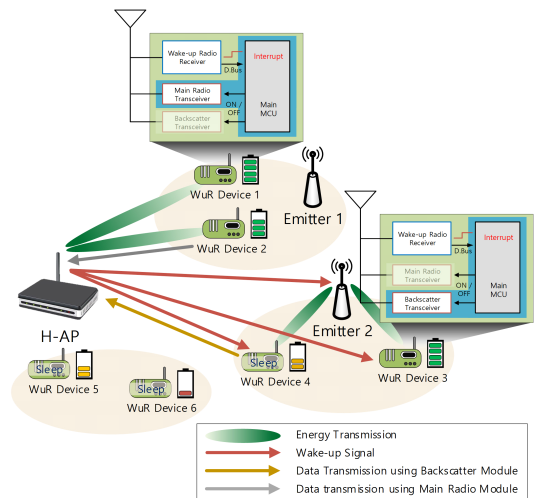 Wake-up Radio
Receiver
Interrupt
D.Bus
Main Radio
Transceiver
ON /
OFF
Main
MCU
Backscatter
Transceiver
WuR Device 1
Emitter 1
WuR Device 2
Wake-up Radio
Receiver
Interrupt
D.Bus
Main Radio
Transceiver
ON /
OFF
Main
MCU
Backscatter
Transceiver
H-AP
Emitter 2
Sleep
WuR Device 4
WuR Device 3
Sleep
WuR Device 5
Sleep
WuR Device 6
Energy Transmission
Wake-up Signal
Data Transmission using Backscatter Module
Data transmission using Main Radio Module